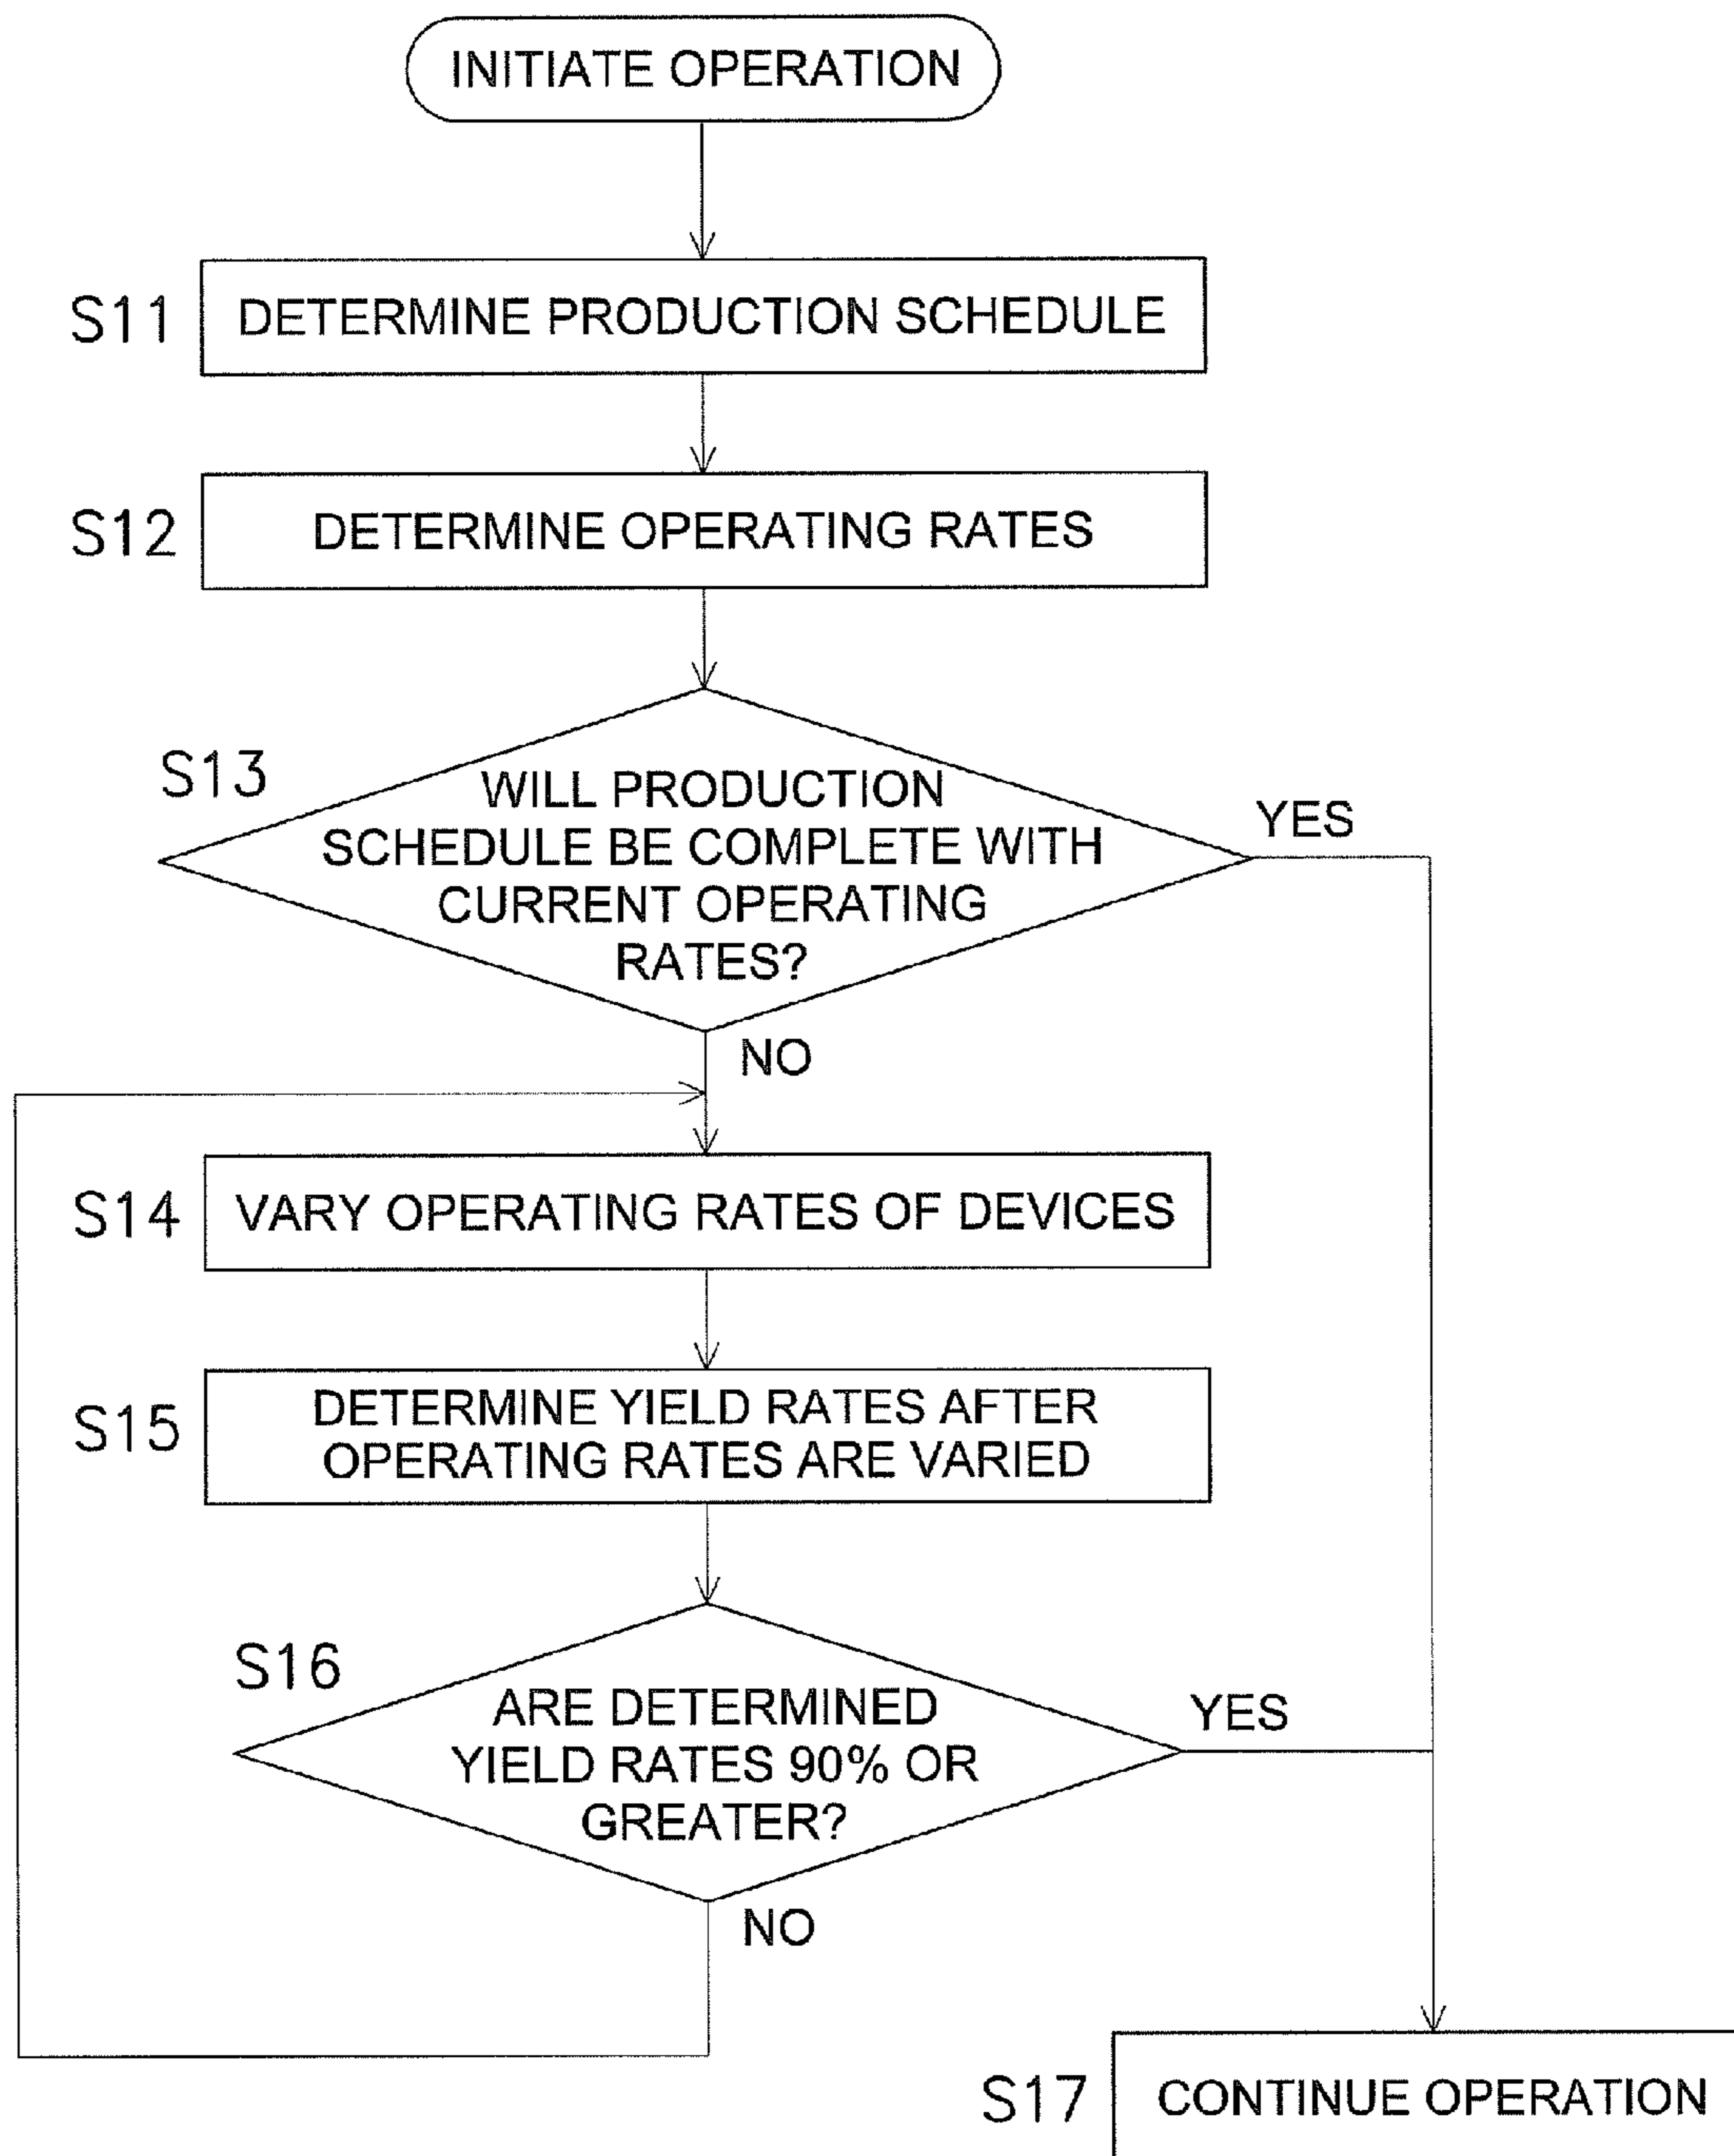 INITIATE OPERATION
S11
DETERMINE PRODUCTION SCHEDULE
S12
DETERMINE OPERATING RATES
S13
WILL PRODUCTION
SCHEDULE BE COMPLETE WITH
CURRENT OPERATING
RATES?
YES
NO
S14
VARY OPERATING RATES OF DEVICES
S15
DETERMINE YIELD RATES AFTER
OPERATING RATES ARE VARIED
S16
ARE DETERMINED
YIELD RATES 90% OR
GREATER?
YES
NO
S17
CONTINUE OPERATION